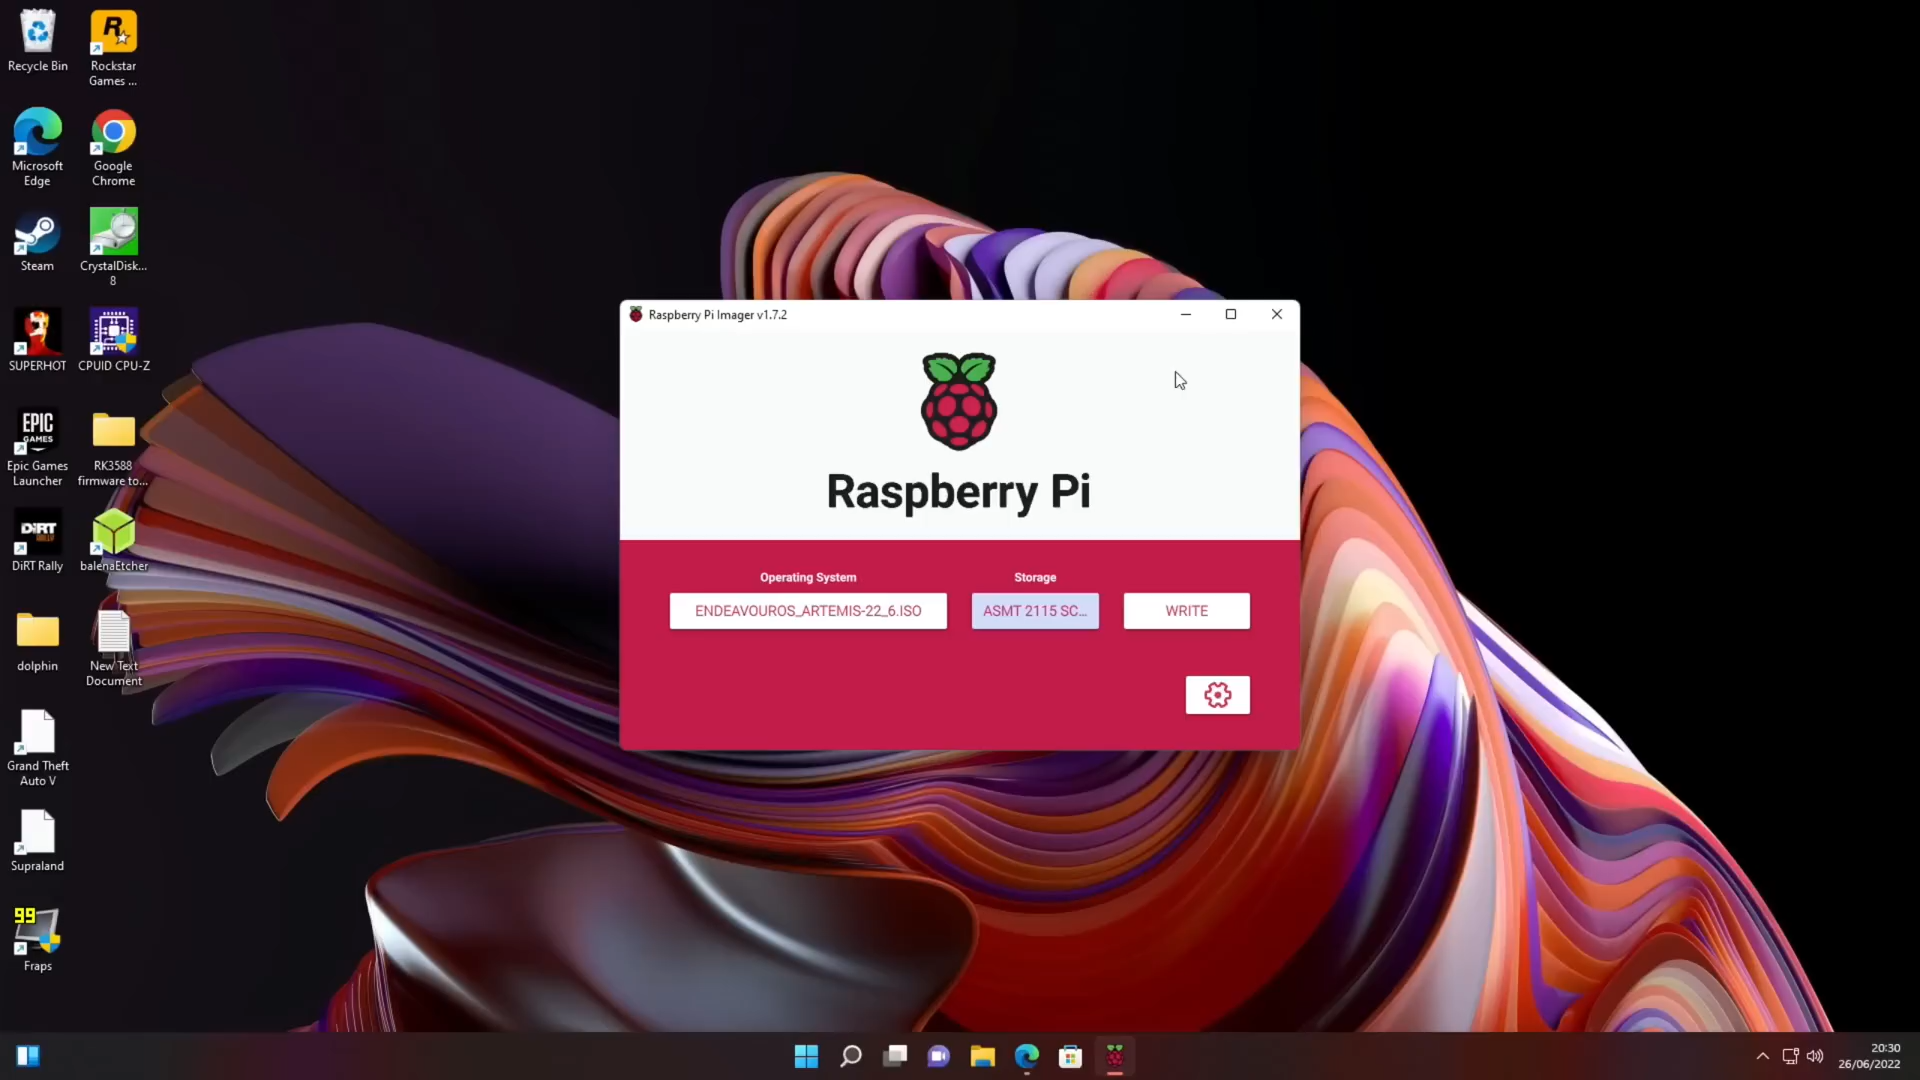 Recycle Bin
Rockstar
Games ...
Microsoft
Edge
Google
Chrome
Steam
CrystalDisk...
8
SUPERHOT
CPUID CPU-Z
EPIC
GAMES
Epic Games
Launcher
RK3588
firmware to...
DiRT
DiRT Rally
balenaEtcher
dolphin
New Text
Document
Grand Theft
Auto V
Supraland
99
Fraps
Raspberry Pi Imager v1.7.2
Raspberry Pi
Operating System
Storage
ENDEAVOUROS_ARTEMIS-22_6.ISO
ASMT 2115 SC...
WRITE
20:30
26/06/2022